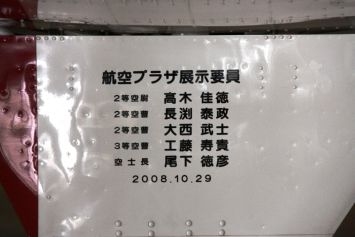 航空プラザ展示要員
2等空尉 高木 佳徳
2等空曹 長渕 泰政
2等空曹 大西 武士
3等空曹 工藤 寿貴
空士長 尾下 徳彦
2008.10.29